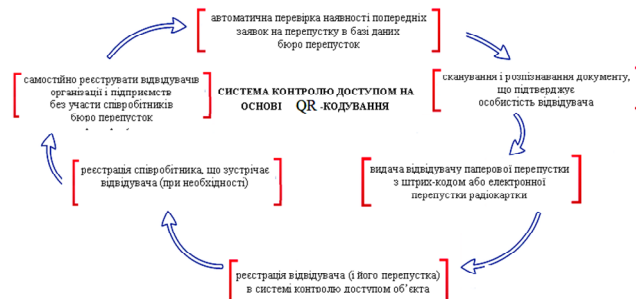 автоматична перевірка наявності попередніх
заявок на перепустку в базі даних
бюро перепусток
сканування і розпізнавання документу,
що підтверджує
особистість відвідувача
видача відвідувачу паперової перепустки
з штрих-кодом або електронної
перепустки радіокартки
реєстрація відвідувача (і його перепустка)
в системі контролю доступом об’єкта
реєстрація співробітника, що зустрічає
відвідувача (при необхідності)
самостійно реєструвати відвідувачів
організації і підприємств
без участи співробітників
бюро перепусток
СИСТЕМА КОНТРОЛЮ ДОСТУПОМ НА
ОСНОВІ QR -КОДУВАННЯ